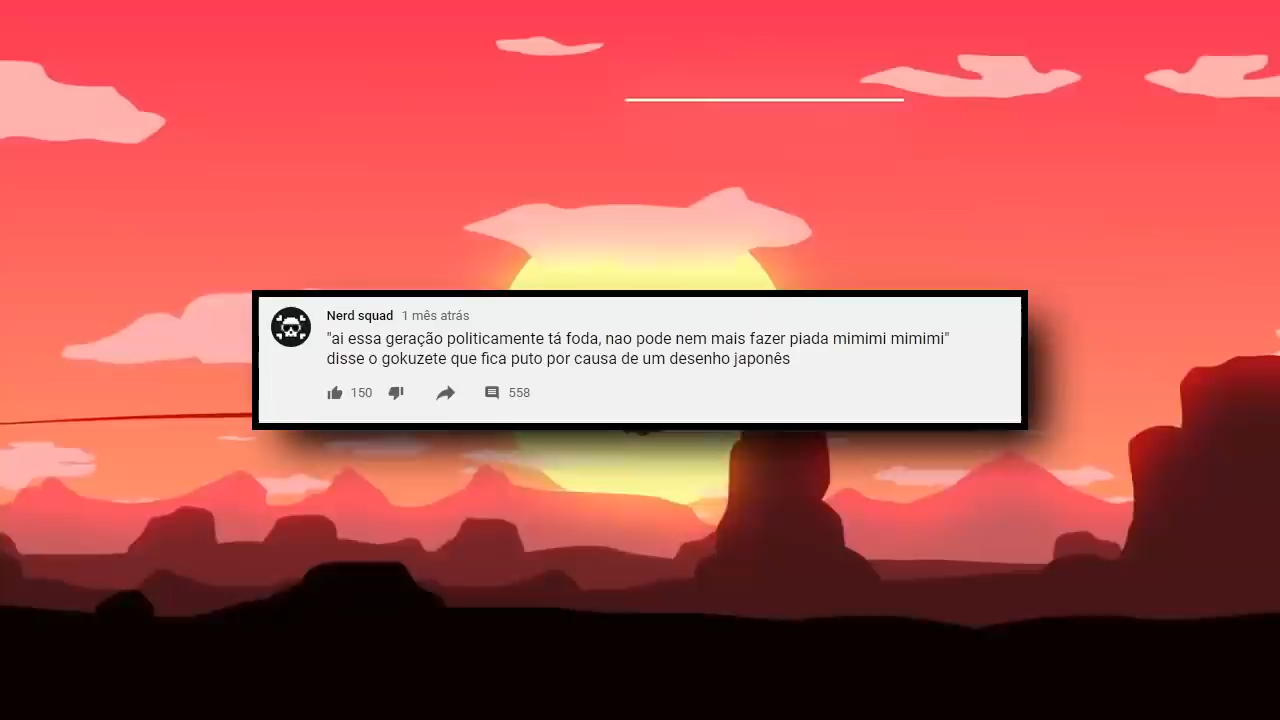 Nerd squad 1 mês atrás
"ai essa geração politicamente tá foda, nao pode nem mais fazer piada mimimi mimimi"
disse o gokuzete que fica puto por causa de um desenho japonês
150 558